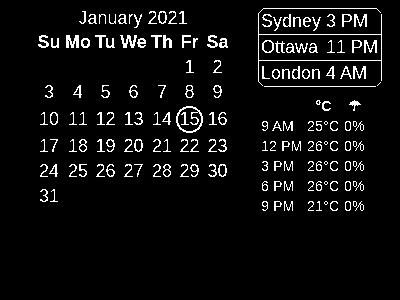 January 2021
Su Mo Tu We Th Fr Sa
1 2
3 4 5 6 7 8 9
10 11 12 13 14 15 16
17 18 19 20 21 22 23
24 25 26 27 28 29 30
31
Sydney 3 PM
Ottawa 11 PM
London 4 AM
°C ☂
9 AM 25°C 0%
12 PM 26°C 0%
3 PM 26°C 0%
6 PM 26°C 0%
9 PM 21°C 0%